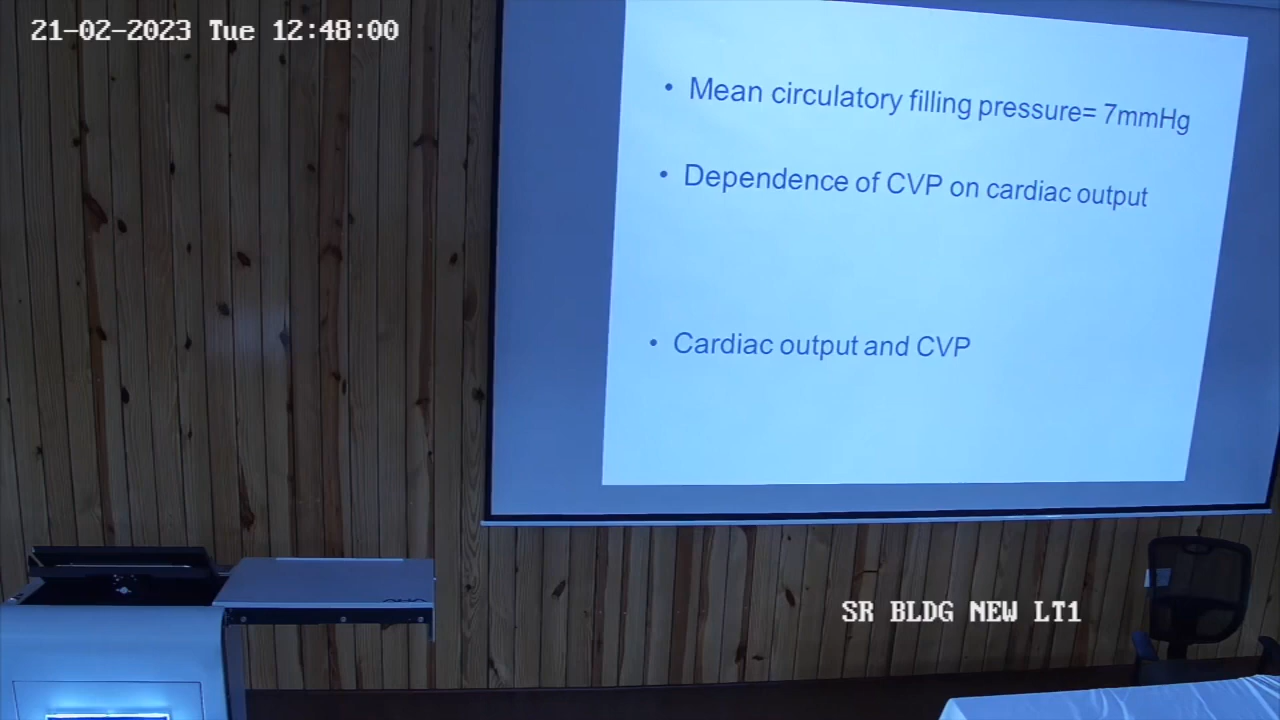 21-02-2023 Tue 12:48:00
• Mean circulatory filling pressure= 7mmHg
• Dependence of CVP on cardiac output
• Cardiac output and CVP
SR BLDG NEW LT1